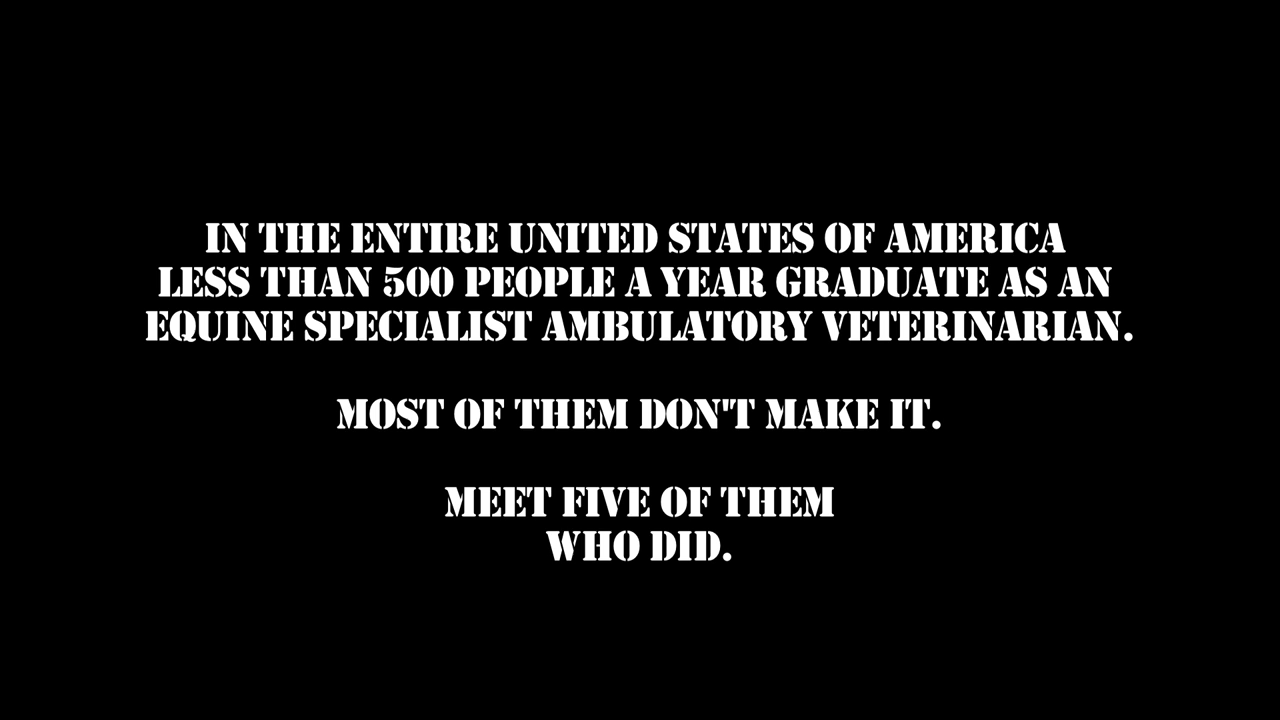 IN THE ENTIRE UNITED STATES OF AMERICA
LESS THAN 500 PEOPLE A YEAR GRADUATE AS AN
EQUINE SPECIALIST AMBULATORY VETERINARIAN.
MOST OF THEM DON'T MAKE IT.
MEET FIVE OF THEM
WHO DID.